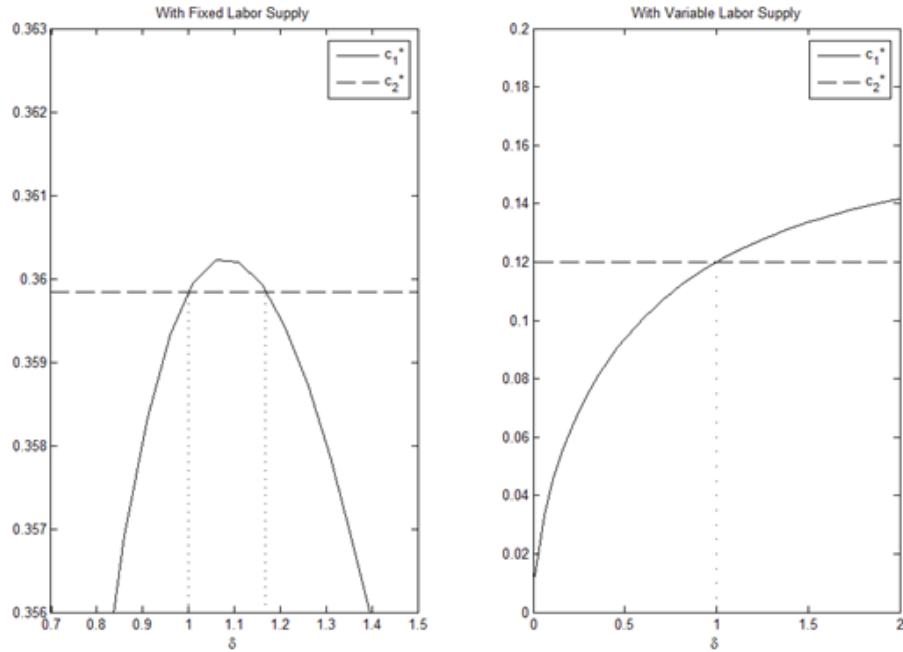 With Fixed Labor Supply
0.363
0.362
0.361
0.36
0.359
0.358
0.357
0.356
0.7 0.8 0.9 1 1.1 1.2 1.3 1.4 1.5
δ
c₁*
c₂*
With Variable Labor Supply
0.2
0.18
0.16
0.14
0.12
0.1
0.08
0.06
0.04
0.02
0
0 0.5 1 1.5 2
δ
c₁*
c₂*